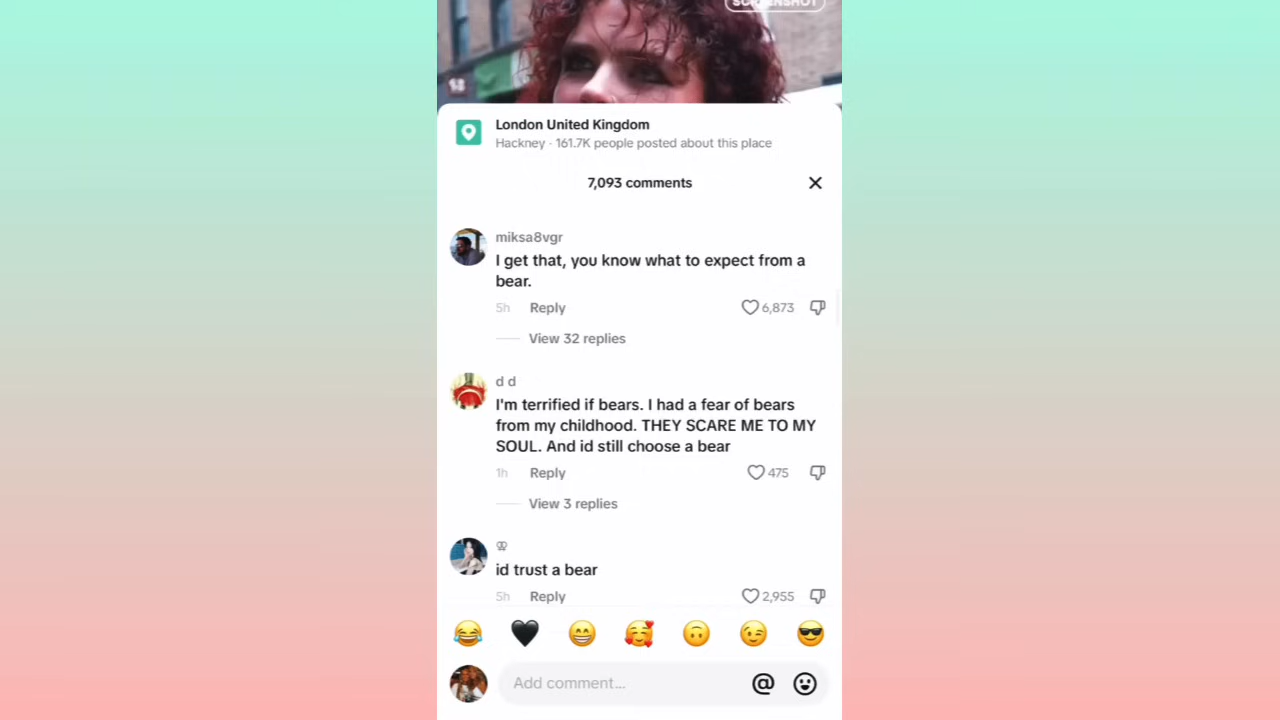 SCREENSHOT
London United Kingdom
Hackney · 161.7K people posted about this place
7,093 comments
miksa8vgr
I get that, you know what to expect from a
bear.
5h Reply 6,873
View 32 replies
d d
I'm terrified if bears. I had a fear of bears
from my childhood. THEY SCARE ME TO MY
SOUL. And id still choose a bear
1h Reply 475
View 3 replies
id trust a bear
5h Reply 2,955
Add comment... @